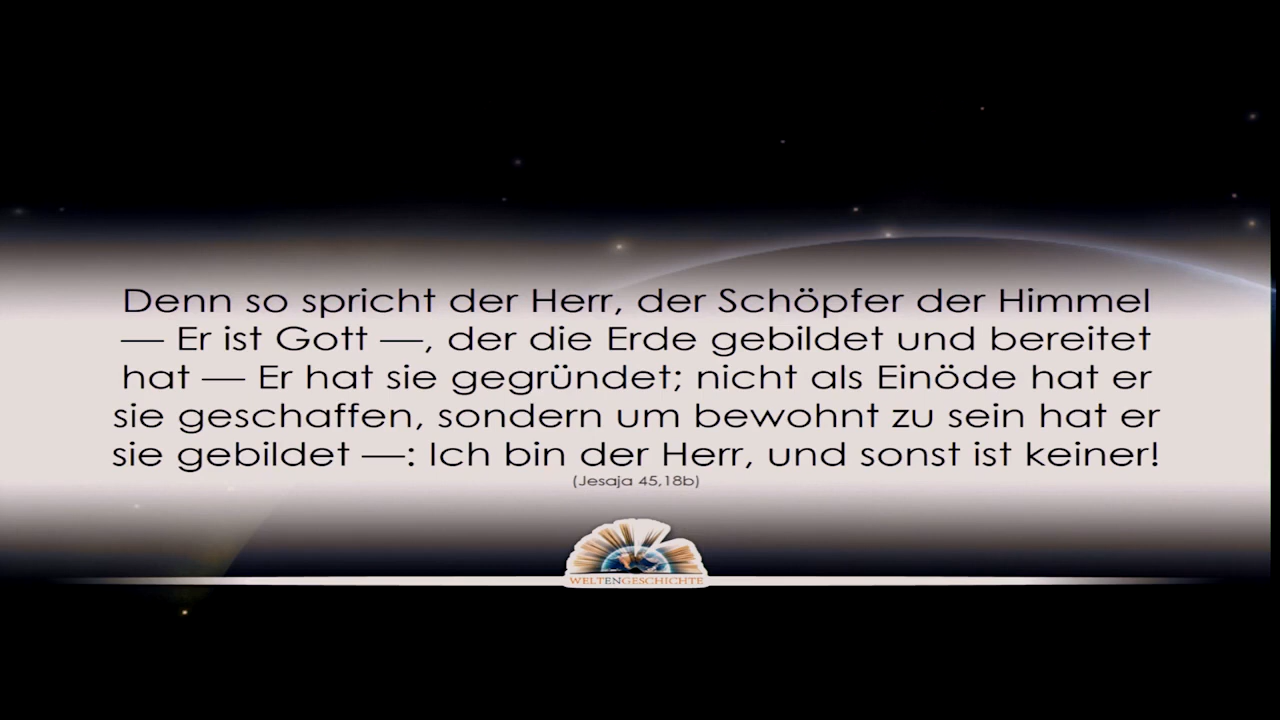 Denn so spricht der Herr, der Schöpfer der Himmel
— Er ist Gott —, der die Erde gebildet und bereitet
hat — Er hat sie gegründet; nicht als Einöde hat er
sie geschaffen, sondern um bewohnt zu sein hat er
sie gebildet —: Ich bin der Herr, und sonst ist keiner!
(Jesaja 45,18b)
WELTENGESCHICHTE